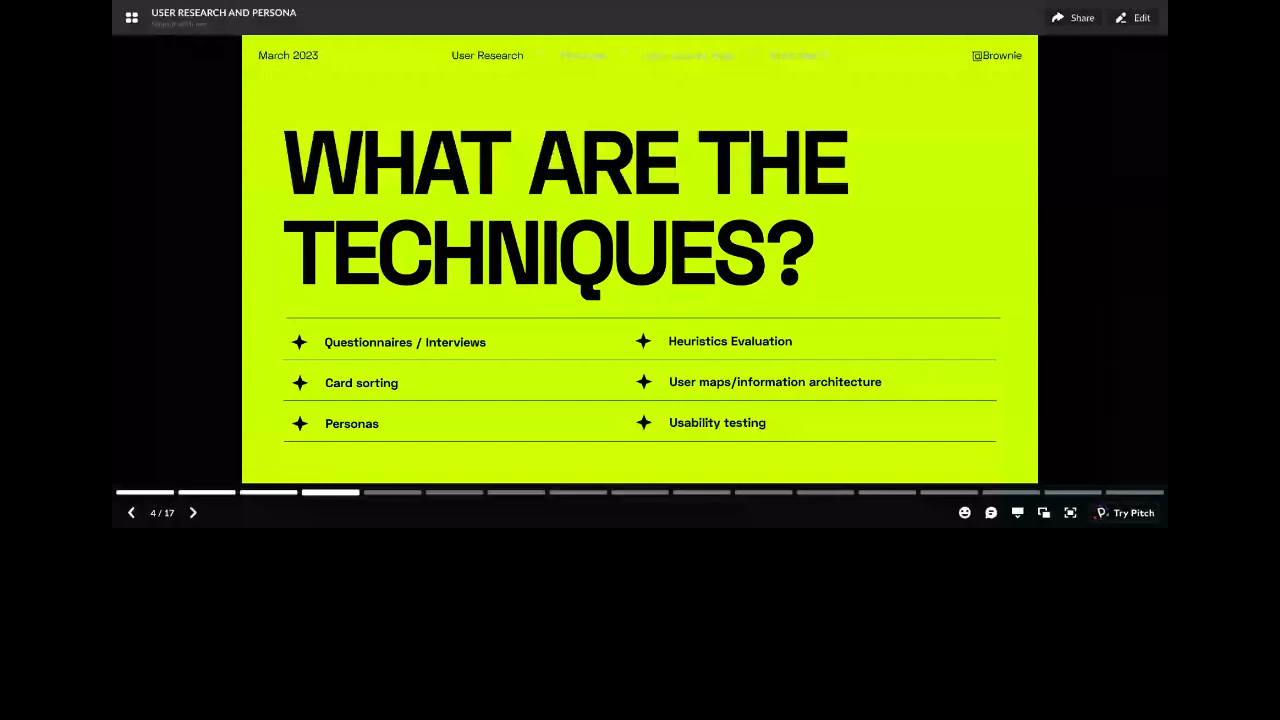 USER RESEARCH AND PERSONA
Share
Edit
March 2023
User Research
@Brownie
WHAT ARE THE
TECHNIQUES?
Questionnaires / Interviews
Heuristics Evaluation
Card sorting
User maps/information architecture
Personas
Usability testing
4 / 17
Try Pitch